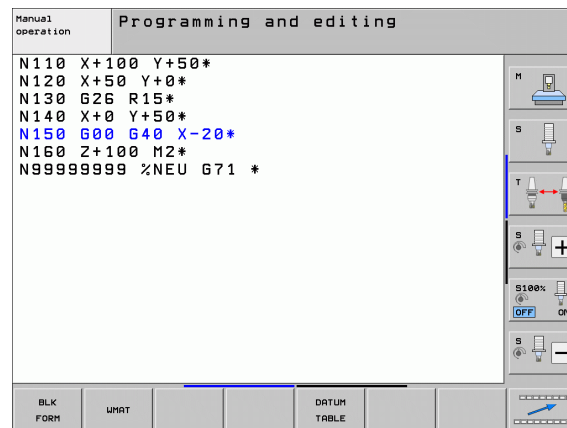 Manual
operation
Programming and editing
N110 X+100 Y+50*
N120 X+50 Y+0*
N130 G26 R15*
N140 X+0 Y+50*
N150 G00 G40 X-20*
N160 Z+100 M2*
N99999999 %NEU G71 *
M
S
T
S
+
S100%
OFF ON
S
-
BLK
FORM
WMAT
DATUM
TABLE